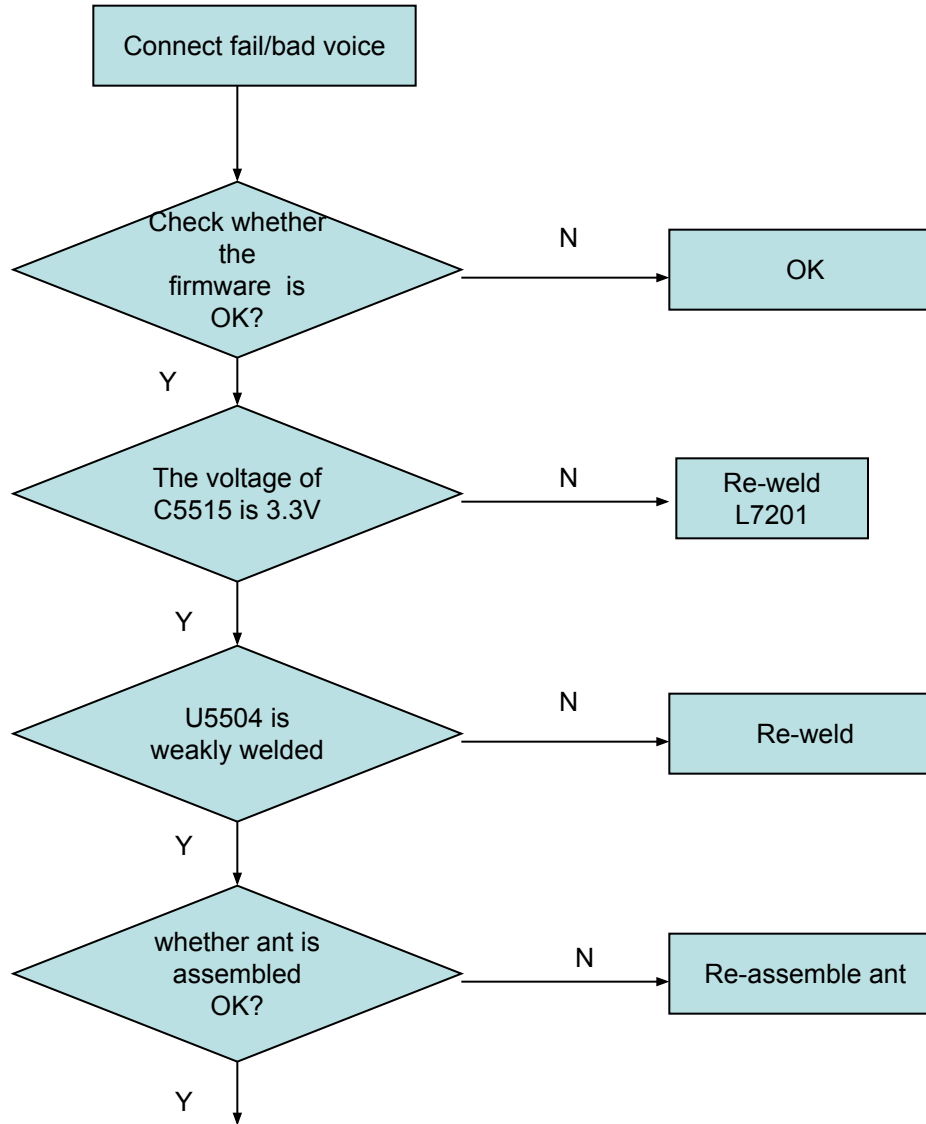 Connect fail/bad voice
Check whether
the
firmware is
OK?
N
OK
Y
The voltage of
C5515 is 3.3V
N
Re-weld
L7201
Y
U5504 is
weakly welded
N
Re-weld
Y
whether ant is
assembled
OK?
N
Re-assemble ant
Y